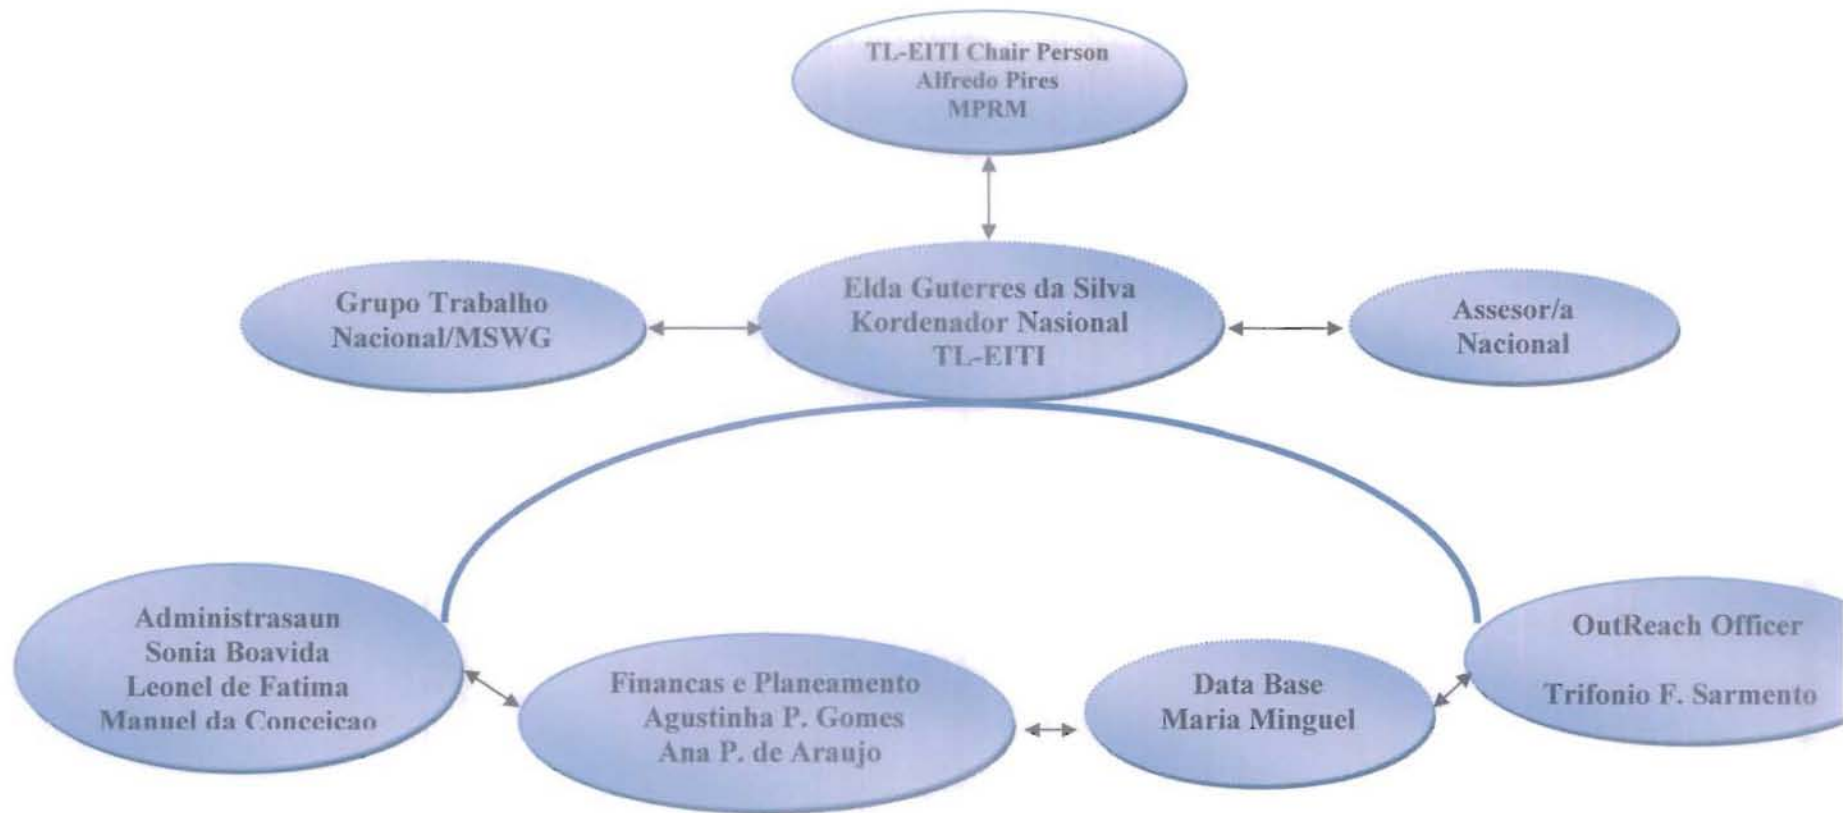 TL-EITI Chair Person
Alfredo Pires
MPRM
Grupo Trabalho
Nacional/MSWG
Elda Guterres da Silva
Kordenador Nasional
TL-EITI
Assesor/a
Nacional
Administrasaun
Sonia Boavida
Leonel de Fatima
Manuel da Conceicao
Financas e Planeamento
Agustinha P. Gomes
Ana P. de Araujo
Data Base
Maria Minguel
OutReach Officer
Trifonio F. Sarmento